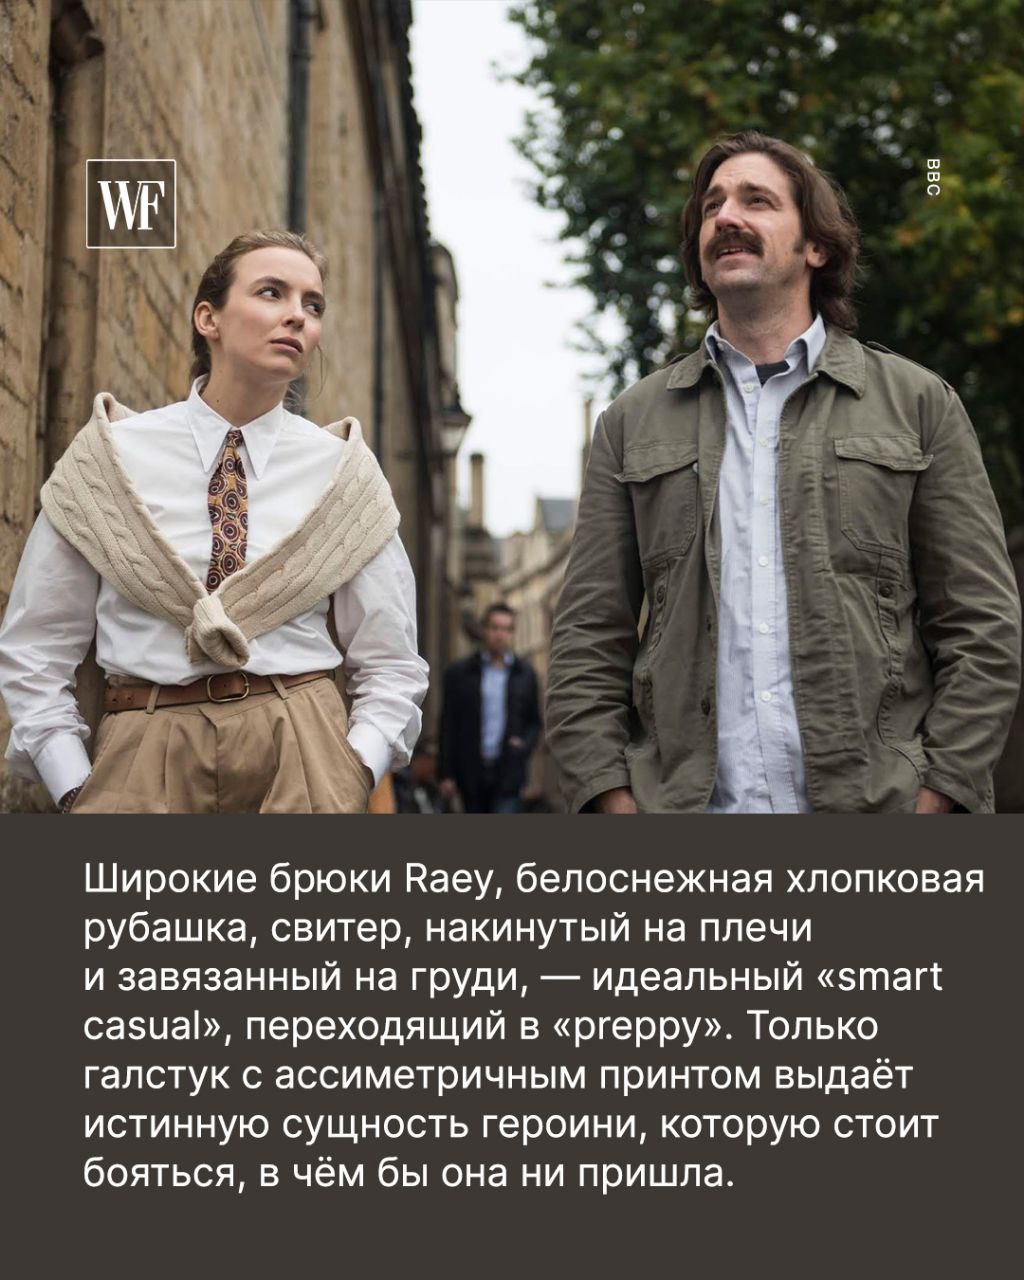 WF
BBC
Широкие брюки Raey, белоснежная хлопковая
рубашка, свитер, накинутый на плечи
и завязанный на груди, — идеальный «smart
casual», переходящий в «preppy». Только
галстук с ассиметричным принтом выдаёт
истинную сущность героини, которую стоит
бояться, в чём бы она ни пришла.